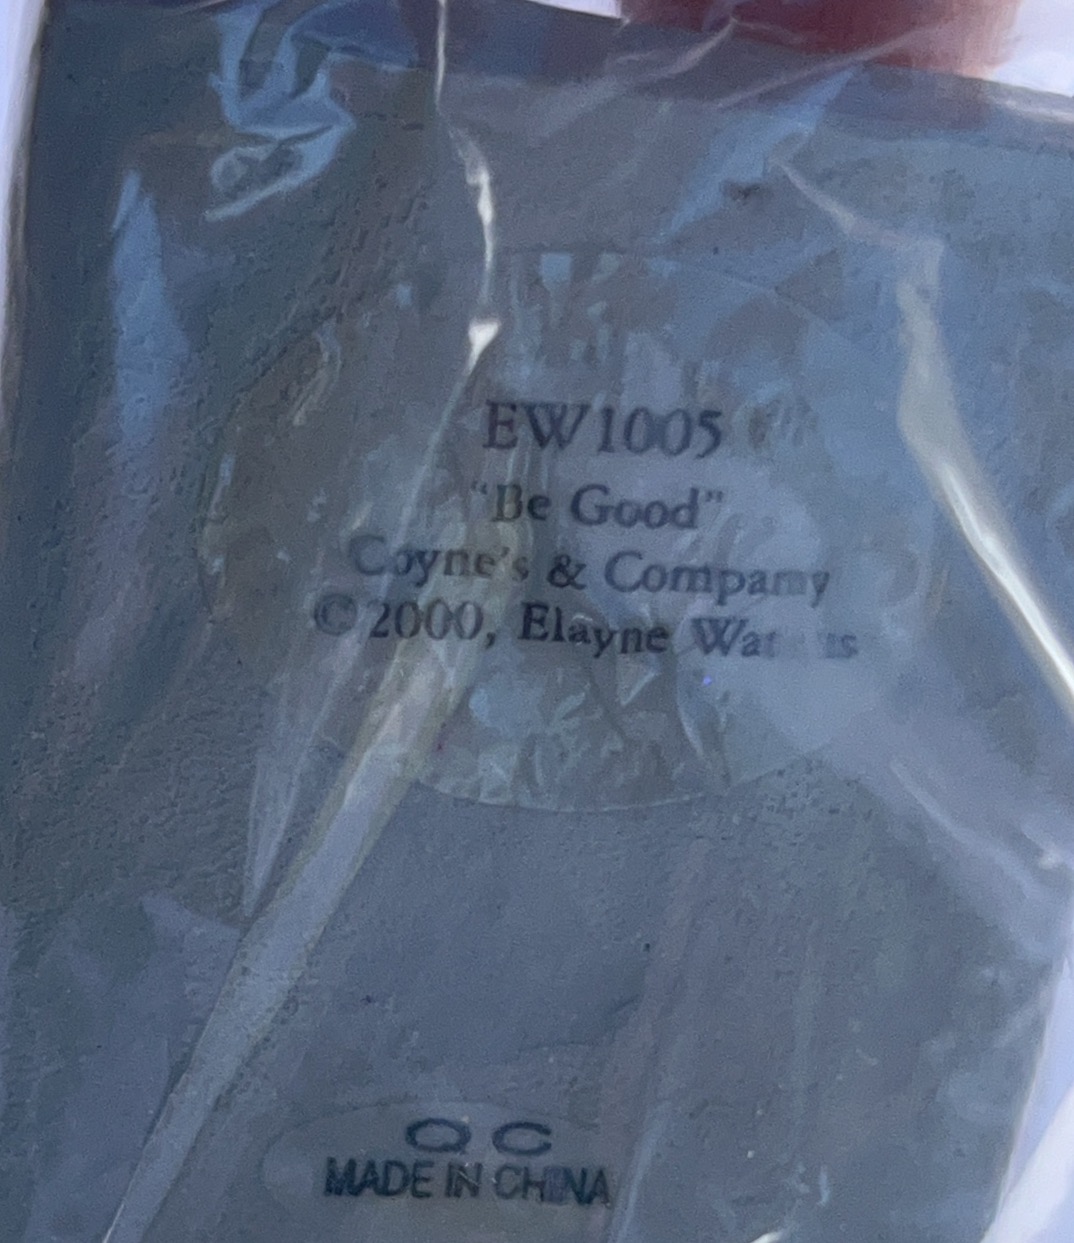 EW1005
"Be Good"
Coyne's & Company
©2000, Elayne
QC
MADE IN CHINA